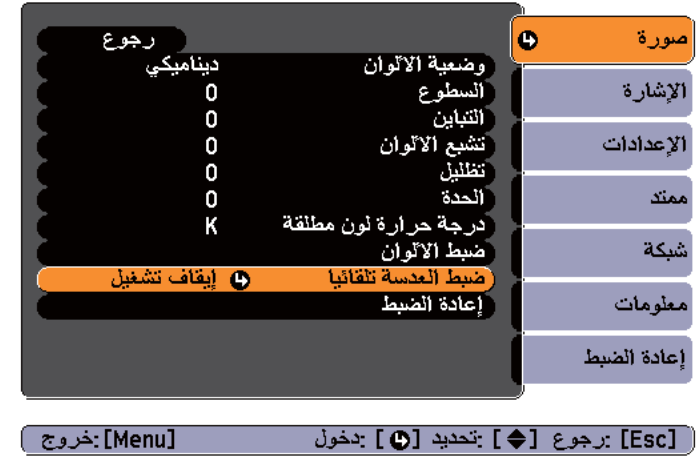 صورة
الإشارة
الإعدادات
ممتد
شبكة
معلومات
إعادة الضبط
رجوع
وضعية الألوان ديناميكي
السطوع 0
التباين 0
تشبع الألوان 0
تظليل 0
الحدة 0
درجة حرارة لون مطلقة K
ضبط الألوان
ضبط العدسة تلقائيا إيقاف تشغيل
إعادة الضبط
[Esc] :رجوع [◆] :تحديد [ ] :دخول [Menu] :خروج